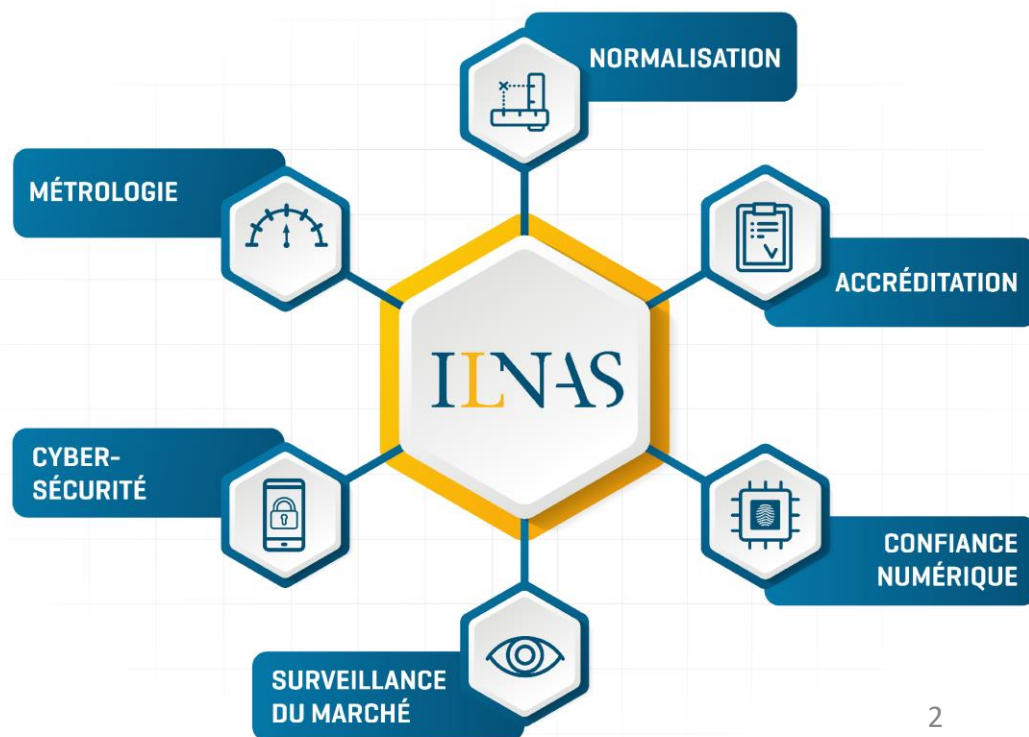 NORMALISATION
MÉTROLOGIE
ACCRÉDITATION
ILNAS
CYBER-
SÉCURITÉ
CONFIANCE
NUMÉRIQUE
SURVEILLANCE
DU MARCHÉ
2